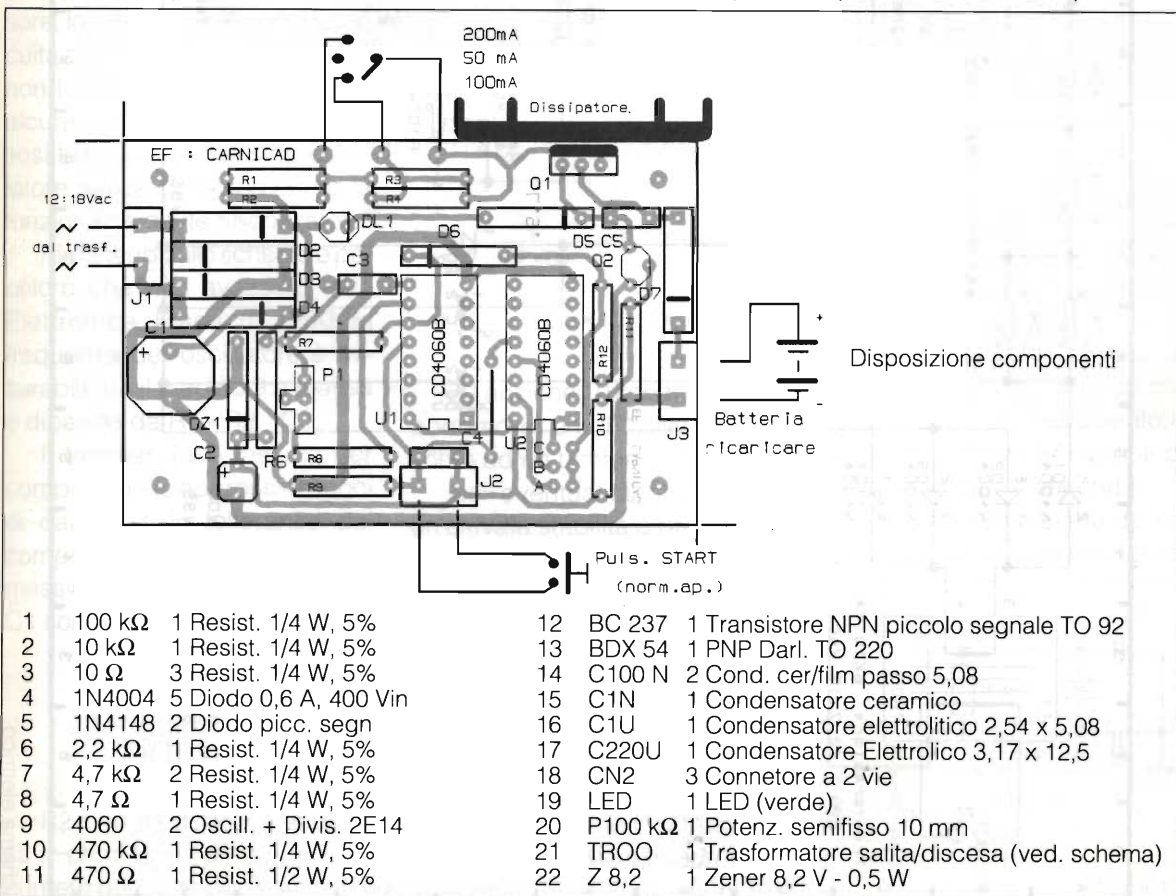 200mA
50 mA
100mA
Dissipatore.
EF : CARNICAD
R1
R3
R2
R4
Q1
12:18Vac
dal trasf.
J1
DL1
D6
D5 C5
D2
C3
Q2
D3
D7
D4
C1
R7
P1
CD4060B
CD4060B
R12
R11
+
Disposizione componenti
U1
DZ1
C4
U2
R10
-
Batteria
ricaricare
J3
C2
R6
R8
R9
J2
C
B
A
Puls. START
(norm.ap.)
1 100 kΩ 1 Resist. 1/4 W, 5%
2 10 kΩ 1 Resist. 1/4 W, 5%
3 10 Ω 3 Resist. 1/4 W, 5%
4 1N4004 5 Diodo 0,6 A, 400 Vin
5 1N4148 2 Diodo picc. segn
6 2,2 kΩ 1 Resist. 1/4 W, 5%
7 4,7 kΩ 2 Resist. 1/4 W, 5%
8 4,7 Ω 1 Resist. 1/4 W, 5%
9 4060 2 Oscill. + Divis. 2E14
10 470 kΩ 1 Resist. 1/4 W, 5%
11 470 Ω 1 Resist. 1/2 W, 5%
12 BC 237 1 Transistore NPN piccolo segnale TO 92
13 BDX 54 1 PNP Darl. TO 220
14 C100 N 2 Cond. cer/film passo 5,08
15 C1N 1 Condensatore ceramico
16 C1U 1 Condensatore elettrolitico 2,54 x 5,08
17 C220U 1 Condensatore Elettrolico 3,17 x 12,5
18 CN2 3 Connetore a 2 vie
19 LED 1 LED (verde)
20 P100 kΩ 1 Potenz. semifisso 10 mm
21 TROO 1 Trasformatore salita/discesa (ved. schema)
22 Z 8,2 1 Zener 8,2 V - 0,5 W